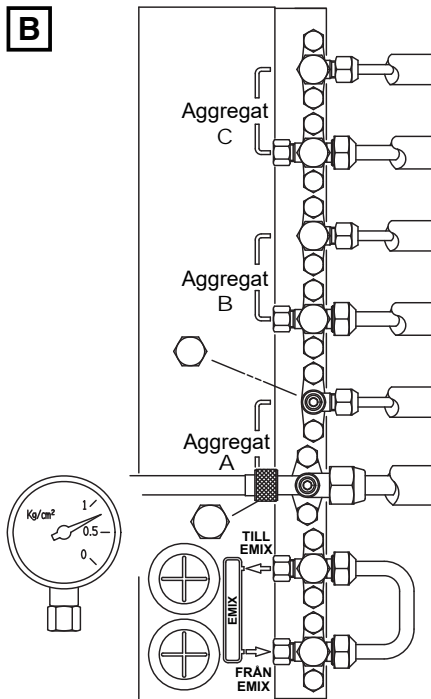 B
Aggregat
C
Aggregat
B
Aggregat
A
Kg/cm²
1
0.5
0
TILL
EMIX
EMIX
FRÅN
EMIX